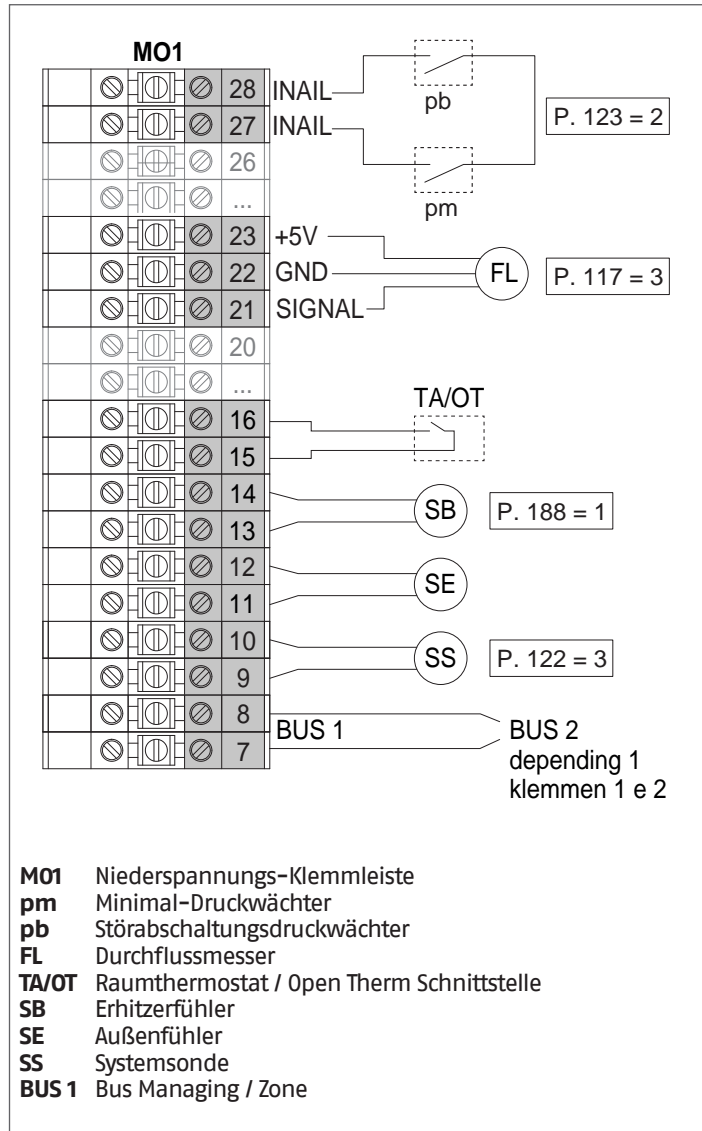 MO1
28 INAIL
pb
27 INAIL
P. 123 = 2
26
pm
...
23 +5V
22 GND FL P. 117 = 3
21 SIGNAL
20
...
TA/OT
16
15
14
SB P. 188 = 1
13
12
SE
11
10
SS P. 122 = 3
9
8
BUS 1 BUS 2
7
depending 1
klemmen 1 e 2
MO1 Niederspannungs-Klemmleiste
pm Minimal-Druckwächter
pb Störabschaltungsdruckwächter
FL Durchflussmesser
TA/OT Raumthermostat / Open Therm Schnittstelle
SB Erhitzerfühler
SE Außenfühler
SS Systemsonde
BUS 1 Bus Managing / Zone